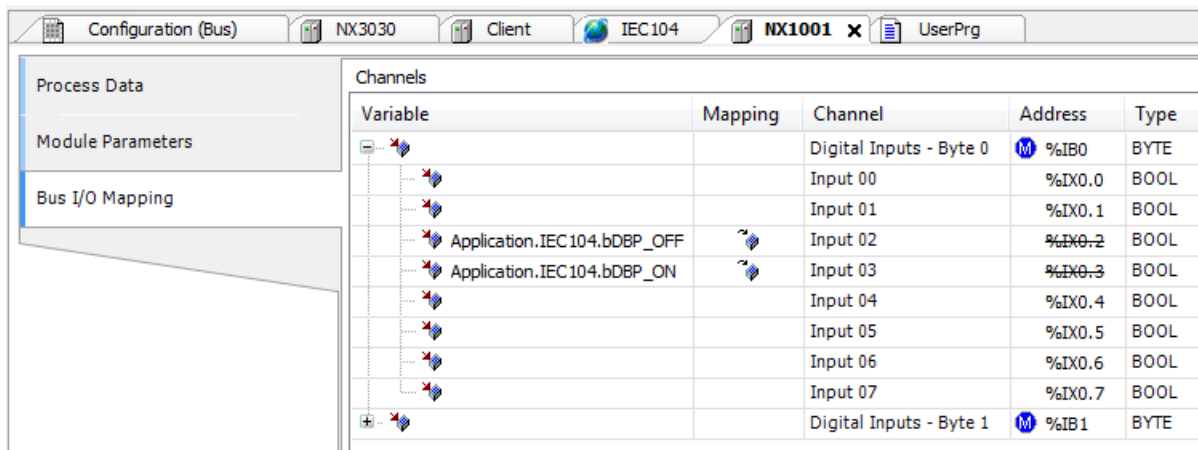 Configuration (Bus) NX3030 Client IEC104 NX1001 UserPrg
Process Data
Module Parameters
Bus I/O Mapping
Channels
Variable Mapping Channel Address Type
Digital Inputs - Byte 0 M %IB0 BYTE
Input 00 %IX0.0 BOOL
Input 01 %IX0.1 BOOL
Application.IEC104.bDBP_OFF Input 02 %IX0.2 BOOL
Application.IEC104.bDBP_ON Input 03 %IX0.3 BOOL
Input 04 %IX0.4 BOOL
Input 05 %IX0.5 BOOL
Input 06 %IX0.6 BOOL
Input 07 %IX0.7 BOOL
Digital Inputs - Byte 1 M %IB1 BYTE